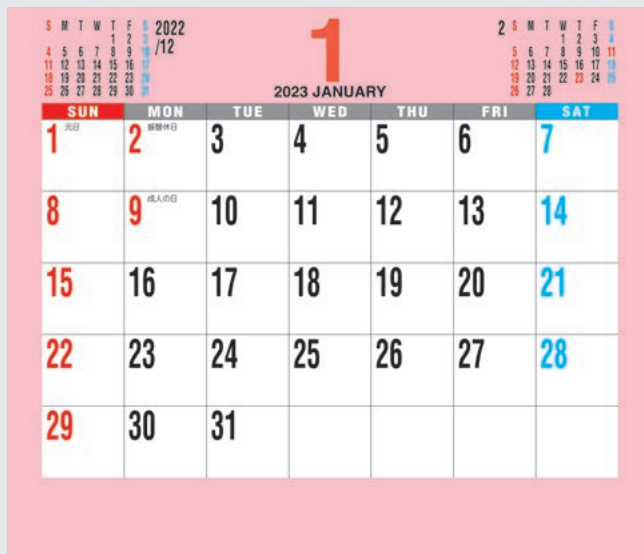 S M T W T F S
1 2 3
4 5 6 7 8 9 10
11 12 13 14 15 16 17
18 19 20 21 22 23 24
25 26 27 28 29 30 31
2022
/12
1
2023 JANUARY
2
S M T W T F S
1 2 3 4
5 6 7 8 9 10 11
12 13 14 15 16 17 18
19 20 21 22 23 24 25
26 27 28
SUN MON TUE WED THU FRI SAT
1 元日 2 振替休日 3 4 5 6 7
8 9 成人の日 10 11 12 13 14
15 16 17 18 19 20 21
22 23 24 25 26 27 28
29 30 31